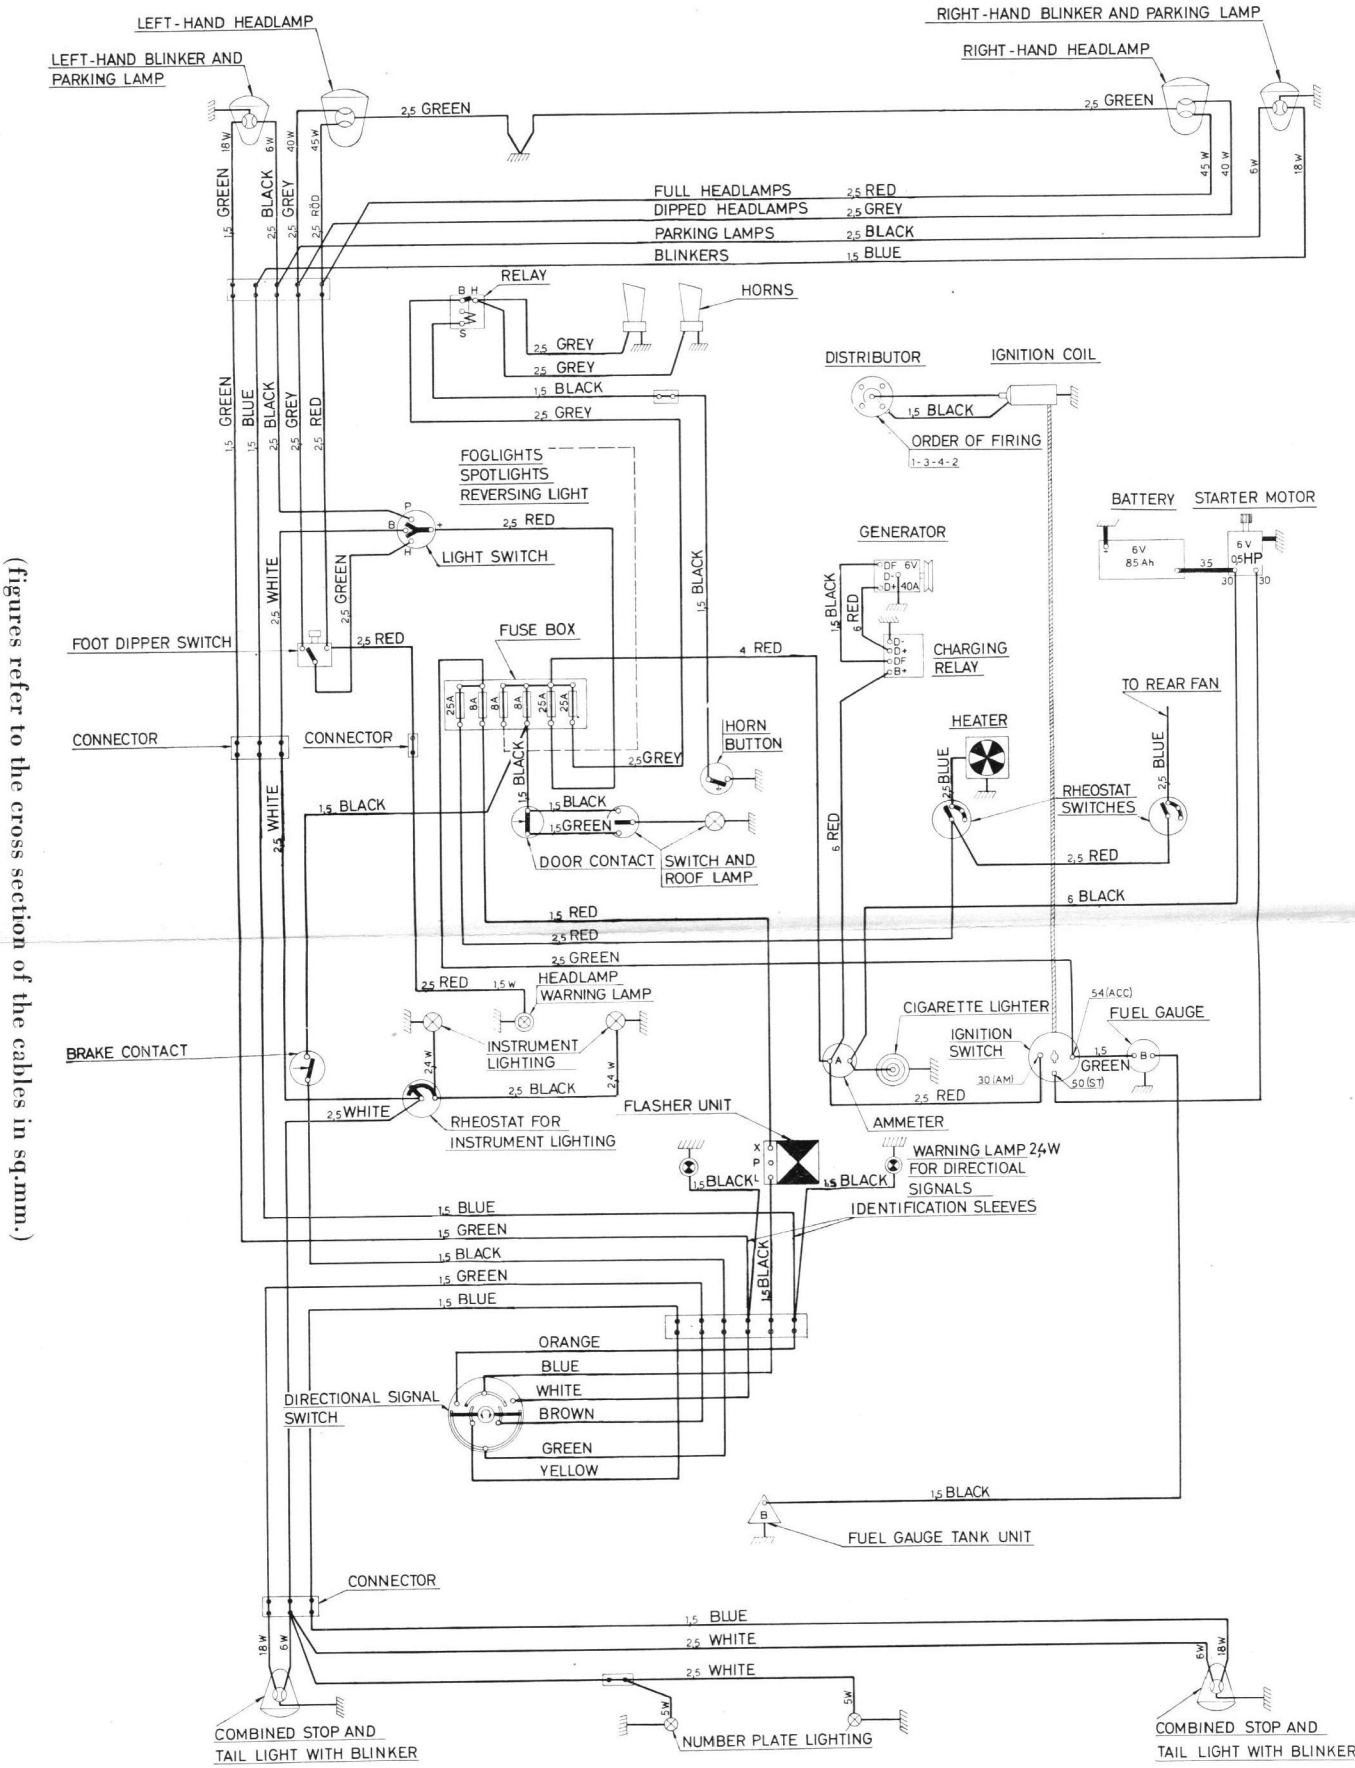 LEFT-HAND HEADLAMP
RIGHT-HAND BLINKER AND PARKING LAMP
LEFT-HAND BLINKER AND
PARKING LAMP
RIGHT-HAND HEADLAMP
2,5 GREEN
2,5 GREEN
18 W
6 W
40W
45W
45 W
40 W
6 W
18W
1,5 GREEN
2,5 BLACK
2,5 GREY
2,5 RÖD
FULL HEADLAMPS 2,5 RED
DIPPED HEADLAMPS 2,5 GREY
PARKING LAMPS 2,5 BLACK
BLINKERS 1,5 BLUE
RELAY
B H
S
HORNS
2,5 GREY
2,5 GREY
1,5 BLACK
2,5 GREY
DISTRIBUTOR
IGNITION COIL
1,5 BLACK
ORDER OF FIRING
1-3-4-2
1,5 GREEN
1,5 BLUE
2,5 BLACK
2,5 GREY
2,5 RED
FOGLIGHTS
SPOTLIGHTS
REVERSING LIGHT
P
B
+
H
2,5 RED
LIGHT SWITCH
BATTERY
STARTER MOTOR
6 V
85 Ah
35
6 V
0,5 HP
30
30
GENERATOR
DF 6V
D-
D+ 40A
1,5 BLACK
6 RED
D-
D+
DF
B+
CHARGING
RELAY
2,5 WHITE
2,5 GREEN
1,5 BLACK
FOOT DIPPER SWITCH
2,5 RED
FUSE BOX
4 RED
25A
8A
8A
8A
25A
25A
TO REAR FAN
HEATER
2,5 BLUE
2,5 BLUE
RHEOSTAT
SWITCHES
CONNECTOR
CONNECTOR
HORN
BUTTON
2,5 GREY
1,5 BLACK
1,5 BLACK
1,5 BLACK
1,5 GREEN
2,5 WHITE
DOOR CONTACT
SWITCH AND
ROOF LAMP
6 RED
2,5 RED
6 BLACK
1,5 RED
2,5 RED
2,5 GREEN
2,5 RED
1,5 W
HEADLAMP
WARNING LAMP
INSTRUMENT
LIGHTING
2,4 W
2,4 W
BRAKE CONTACT
2,5 BLACK
2,5 WHITE
RHEOSTAT FOR
INSTRUMENT LIGHTING
CIGARETTE LIGHTER
54 (ACC)
FUEL GAUGE
IGNITION
SWITCH
1,5
GREEN
B
30 (AM)
50 (ST)
A
2,5 RED
AMMETER
FLASHER UNIT
X
P
L
WARNING LAMP 2,4W
FOR DIRECTIOAL
SIGNALS
1,5 BLACK
1,5 BLACK
IDENTIFICATION SLEEVES
1,5 BLUE
1,5 GREEN
1,5 BLACK
1,5 BLACK
1,5 GREEN
1,5 BLUE
ORANGE
BLUE
WHITE
BROWN
GREEN
YELLOW
DIRECTIONAL SIGNAL
SWITCH
1,5 BLACK
B
FUEL GAUGE TANK UNIT
CONNECTOR
1,5 BLUE
2,5 WHITE
2,5 WHITE
18 W
6 W
5W
5W
6 W
18W
COMBINED STOP AND
TAIL LIGHT WITH BLINKER
NUMBER PLATE LIGHTING
COMBINED STOP AND
TAIL LIGHT WITH BLINKER
(figures refer to the cross section of the cables in sq.mm.)